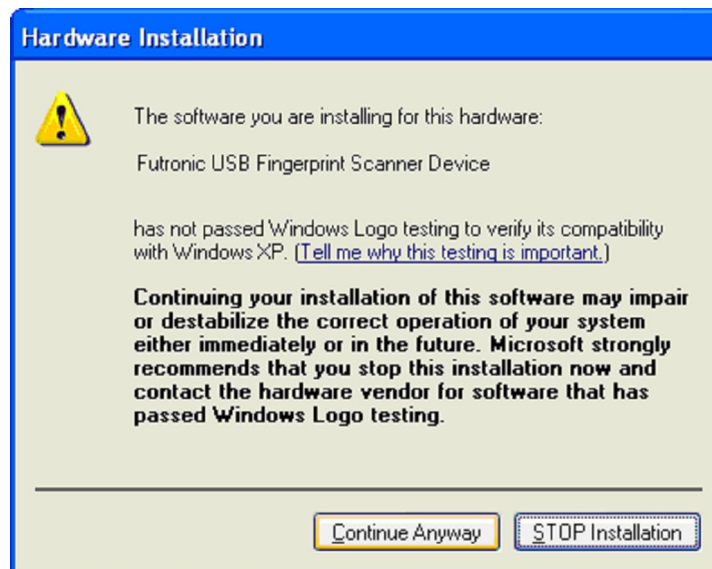 Hardware Installation
The software you are installing for this hardware:
Futronic USB Fingerprint Scanner Device
has not passed Windows Logo testing to verify its compatibility
with Windows XP. (Tell me why this testing is important.)
Continuing your installation of this software may impair
or destabilize the correct operation of your system
either immediately or in the future. Microsoft strongly
recommends that you stop this installation now and
contact the hardware vendor for software that has
passed Windows Logo testing.
Continue Anyway STOP Installation